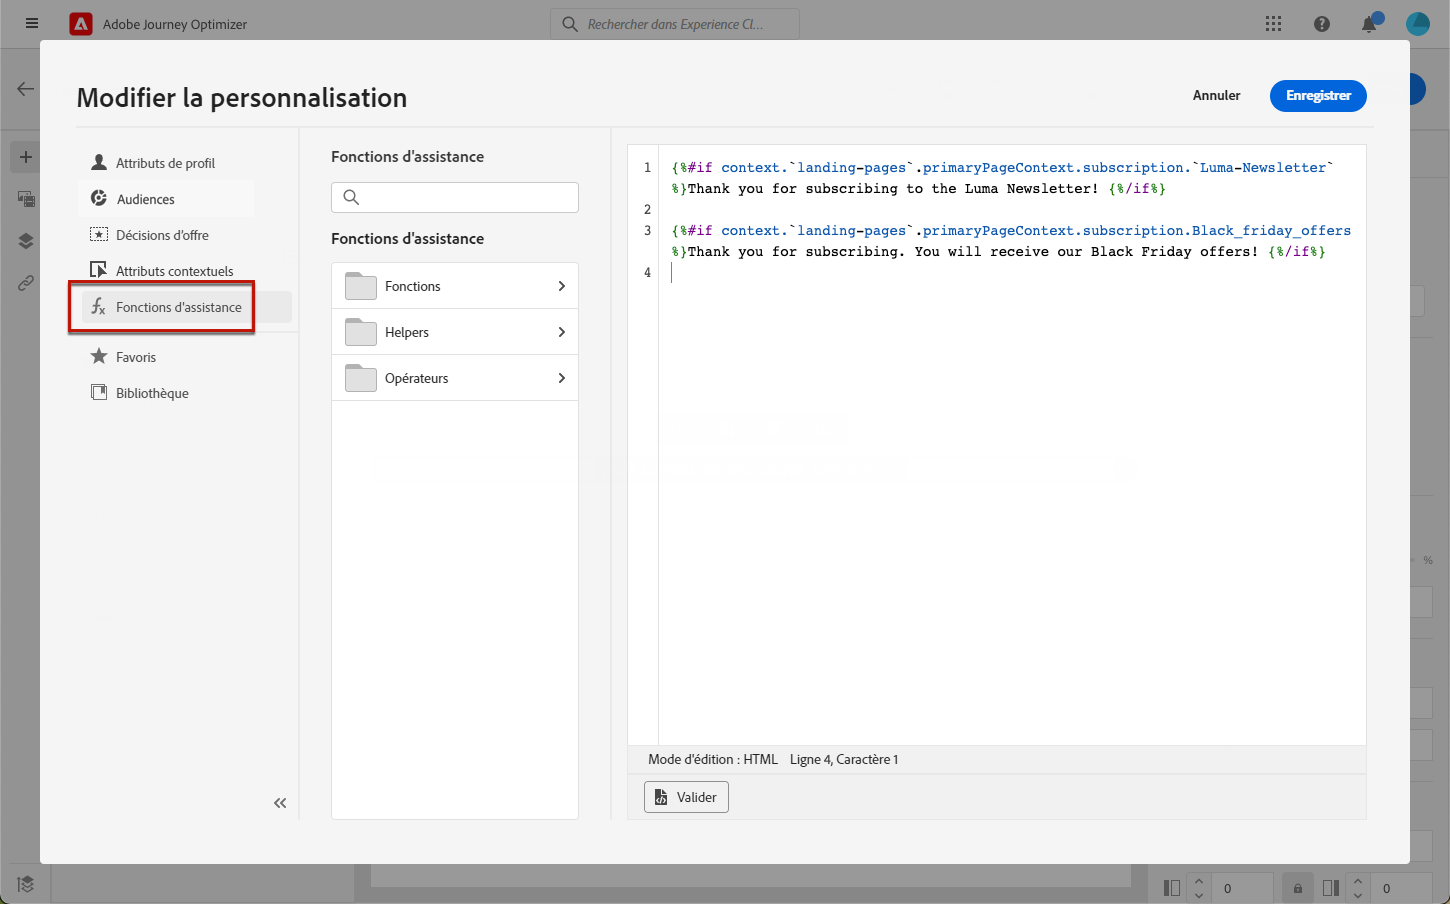 Adobe Journey Optimizer
Rechercher dans Experience Cl...
Modifier la personnalisation
Annuler
Enregistrer
Attributs de profil
Audiences
Décisions d'offre
Attributs contextuels
Fonctions d'assistance
Favoris
Bibliothèque
Fonctions d'assistance
Fonctions d'assistance
Fonctions
Helpers
Opérateurs
1 {%#if context.`landing-pages`.primaryPageContext.subscription.`Luma-Newsletter`
%}Thank you for subscribing to the Luma Newsletter! {%/if%}
2
3 {%#if context.`landing-pages`.primaryPageContext.subscription.Black_friday_offers
%}Thank you for subscribing. You will receive our Black Friday offers! {%/if%}
4
Mode d'édition : HTML Ligne 4, Caractère 1
Valider
%
0
0